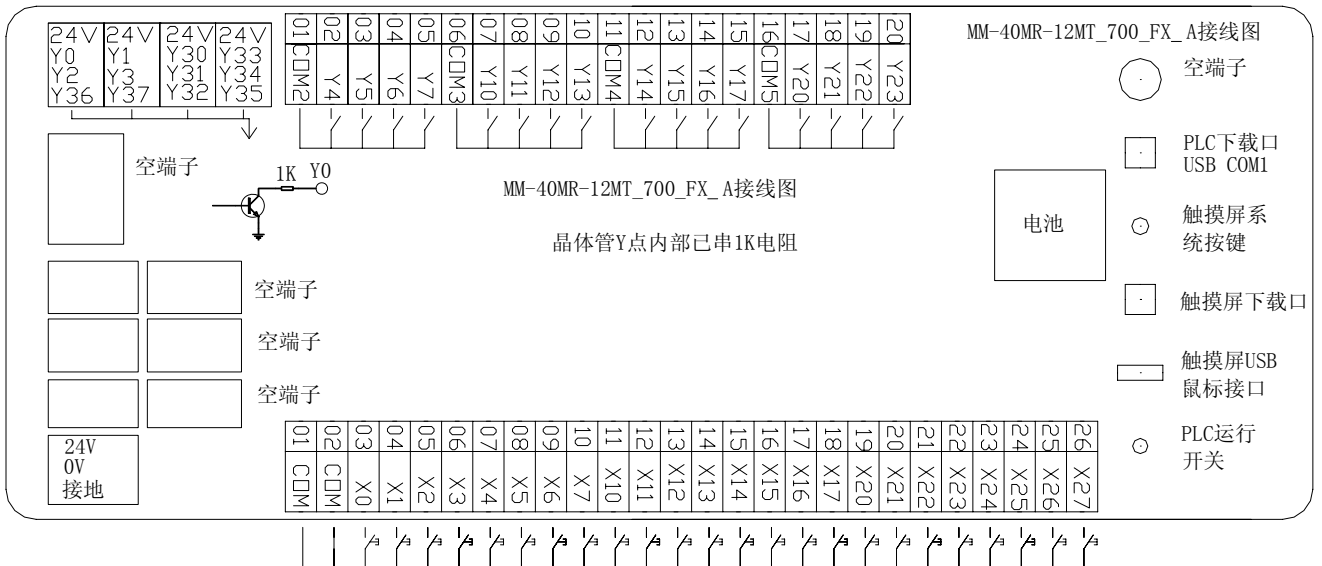 24V 24V 24V 24V
Y0 Y1 Y30 Y33
Y2 Y3 Y31 Y34
Y36 Y37 Y32 Y35
01 02 03 04 05 06 07 08 09 10 11 12 13 14 15 16 17 18 19 20
COM2 Y4 Y5 Y6 Y7 COM3 Y10 Y11 Y12 Y13 COM4 Y14 Y15 Y16 Y17 COM5 Y20 Y21 Y22 Y23
MM-40MR-12MT_700_FX_A接线图
空端子
PLC下载口
USB COM1
触摸屏系
统按键
触摸屏下载口
触摸屏USB
鼠标接口
PLC运行
开关
空端子
1K Y0
MM-40MR-12MT_700_FX_A接线图
晶体管Y点内部已串1K电阻
电池
空端子
空端子
空端子
24V
0V
接地
01 02 03 04 05 06 07 08 09 10 11 12 13 14 15 16 17 18 19 20 21 22 23 24 25 26
COM COM X0 X1 X2 X3 X4 X5 X6 X7 X10 X11 X12 X13 X14 X15 X16 X17 X20 X21 X22 X23 X24 X25 X26 X27